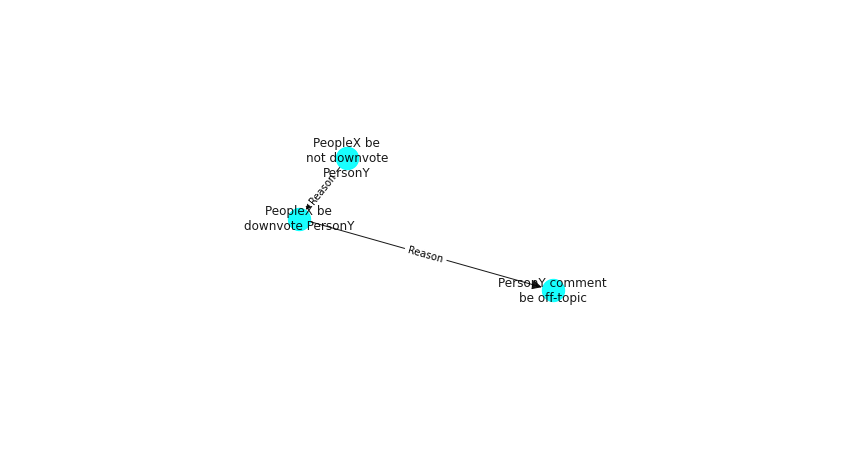 PeopleX be
not downvote
PersonY
Reason
PeopleX be
downvote PersonY
Reason
PersonY comment
be off-topic